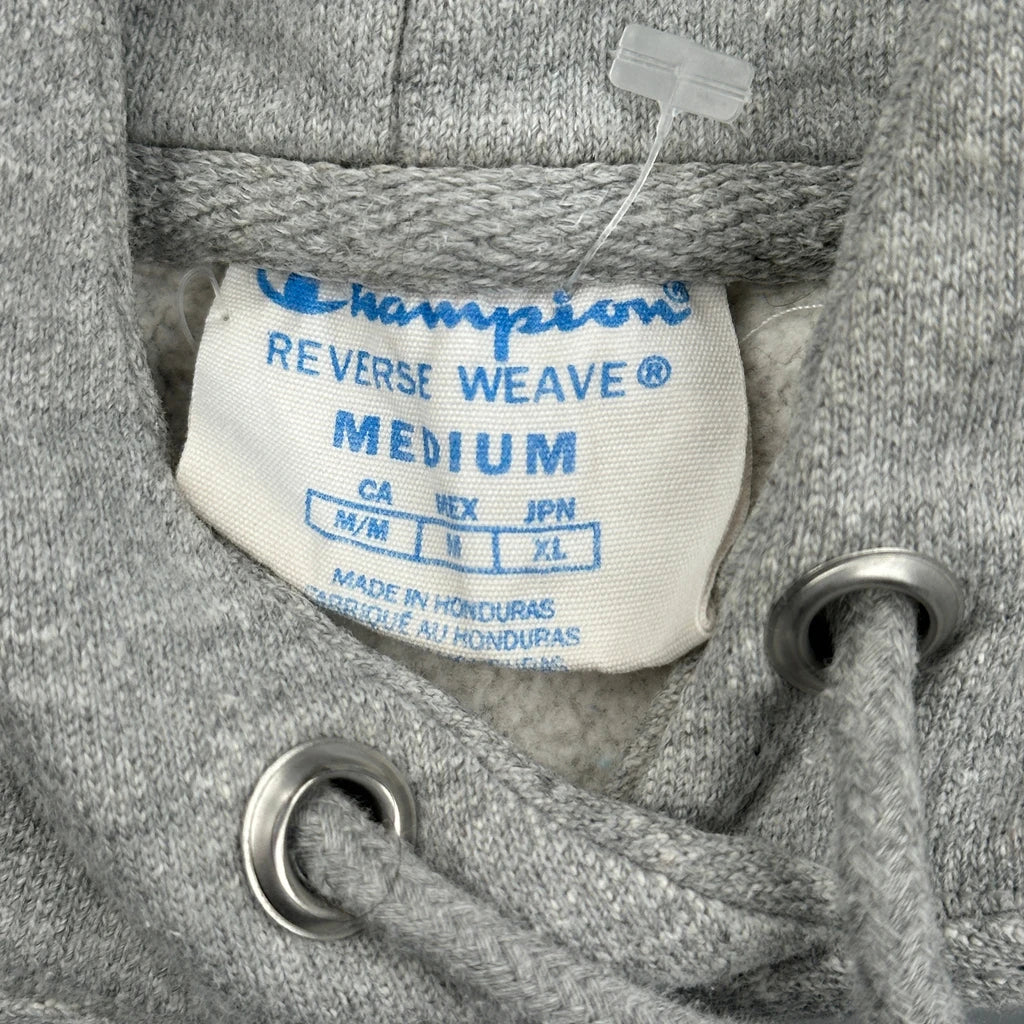 Champion®
REVERSE WEAVE®
MEDIUM
CA MEX JPN
M/M M XL
MADE IN HONDURAS
FABRIQUÉ AU HONDURAS